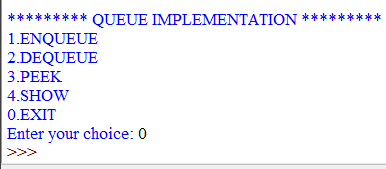 ********* QUEUE IMPLEMENTATION *********
1.ENQUEUE
2.DEQUEUE
3.PEEK
4.SHOW
0.EXIT
Enter your choice: 0
>>>